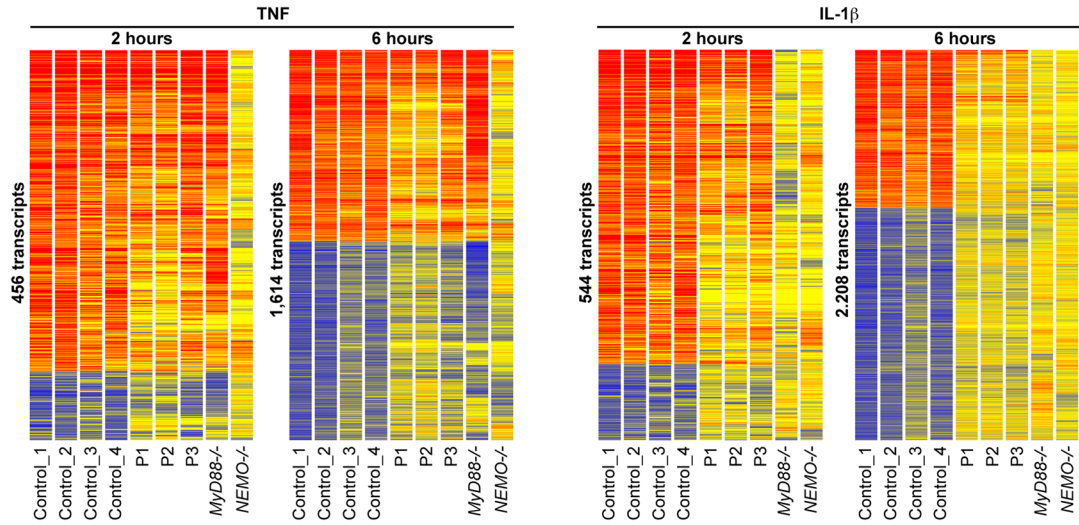 TNF
IL-1β
2 hours
6 hours
2 hours
6 hours
456 transcripts
1,614 transcripts
544 transcripts
2.208 transcripts
Control_1
Control_2
Control_3
Control_4
P1
P2
P3
MyD88-/-
NEMO-/-
Control_1
Control_2
Control_3
Control_4
P1
P2
P3
MyD88-/-
NEMO-/-
Control_1
Control_2
Control_3
Control_4
P1
P2
P3
MyD88-/-
NEMO-/-
Control_1
Control_2
Control_3
Control_4
P1
P2
P3
MyD88-/-
NEMO-/-